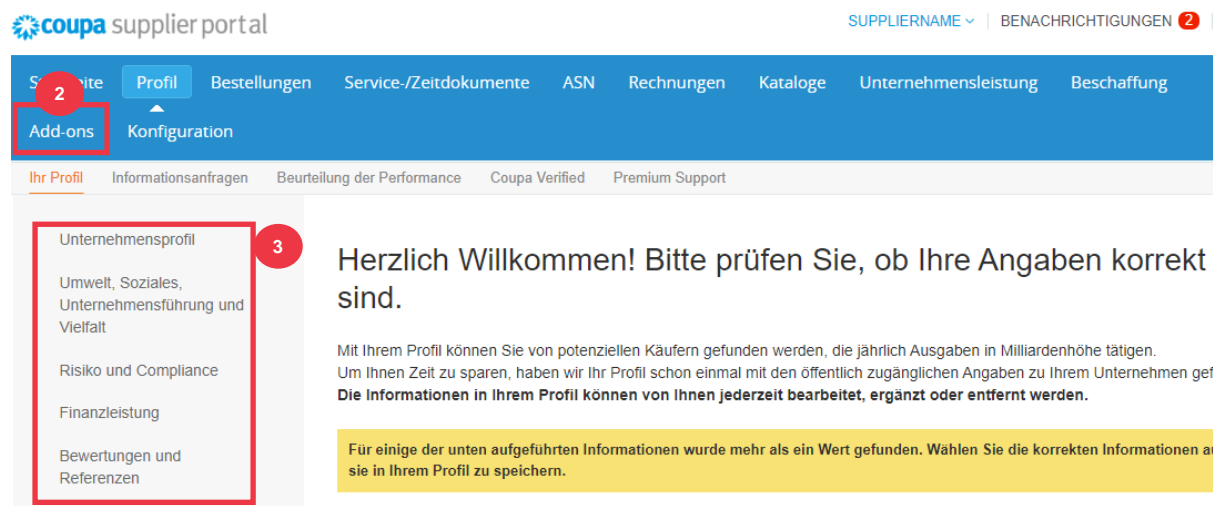 coupa supplier portal
SUPPLIERNAME BENACHRICHTIGUNGEN 2
Profil Bestellungen Service-/Zeitdokumente ASN Rechnungen Kataloge Unternehmensleistung Beschaffung
2
Add-ons Konfiguration
Ihr Profil Informationsanfragen Beurteilung der Performance Coupa Verified Premium Support
Unternehmensprofil
3
Umwelt, Soziales,
Unternehmensführung und
Vielfalt
Risiko und Compliance
Finanzleistung
Bewertungen und
Referenzen
Herzlich Willkommen! Bitte prüfen Sie, ob Ihre Angaben korrekt
sind.
Mit Ihrem Profil können Sie von potenziellen Käufern gefunden werden, die jährlich Ausgaben in Milliardenhöhe tätigen.
Um Ihnen Zeit zu sparen, haben wir Ihr Profil schon einmal mit den öffentlich zugänglichen Angaben zu Ihrem Unternehmen gef
Die Informationen in Ihrem Profil können von Ihnen jederzeit bearbeitet, ergänzt oder entfernt werden.
Für einige der unten aufgeführten Informationen wurde mehr als ein Wert gefunden. Wählen Sie die korrekten Informationen
sie in Ihrem Profil zu speichern.